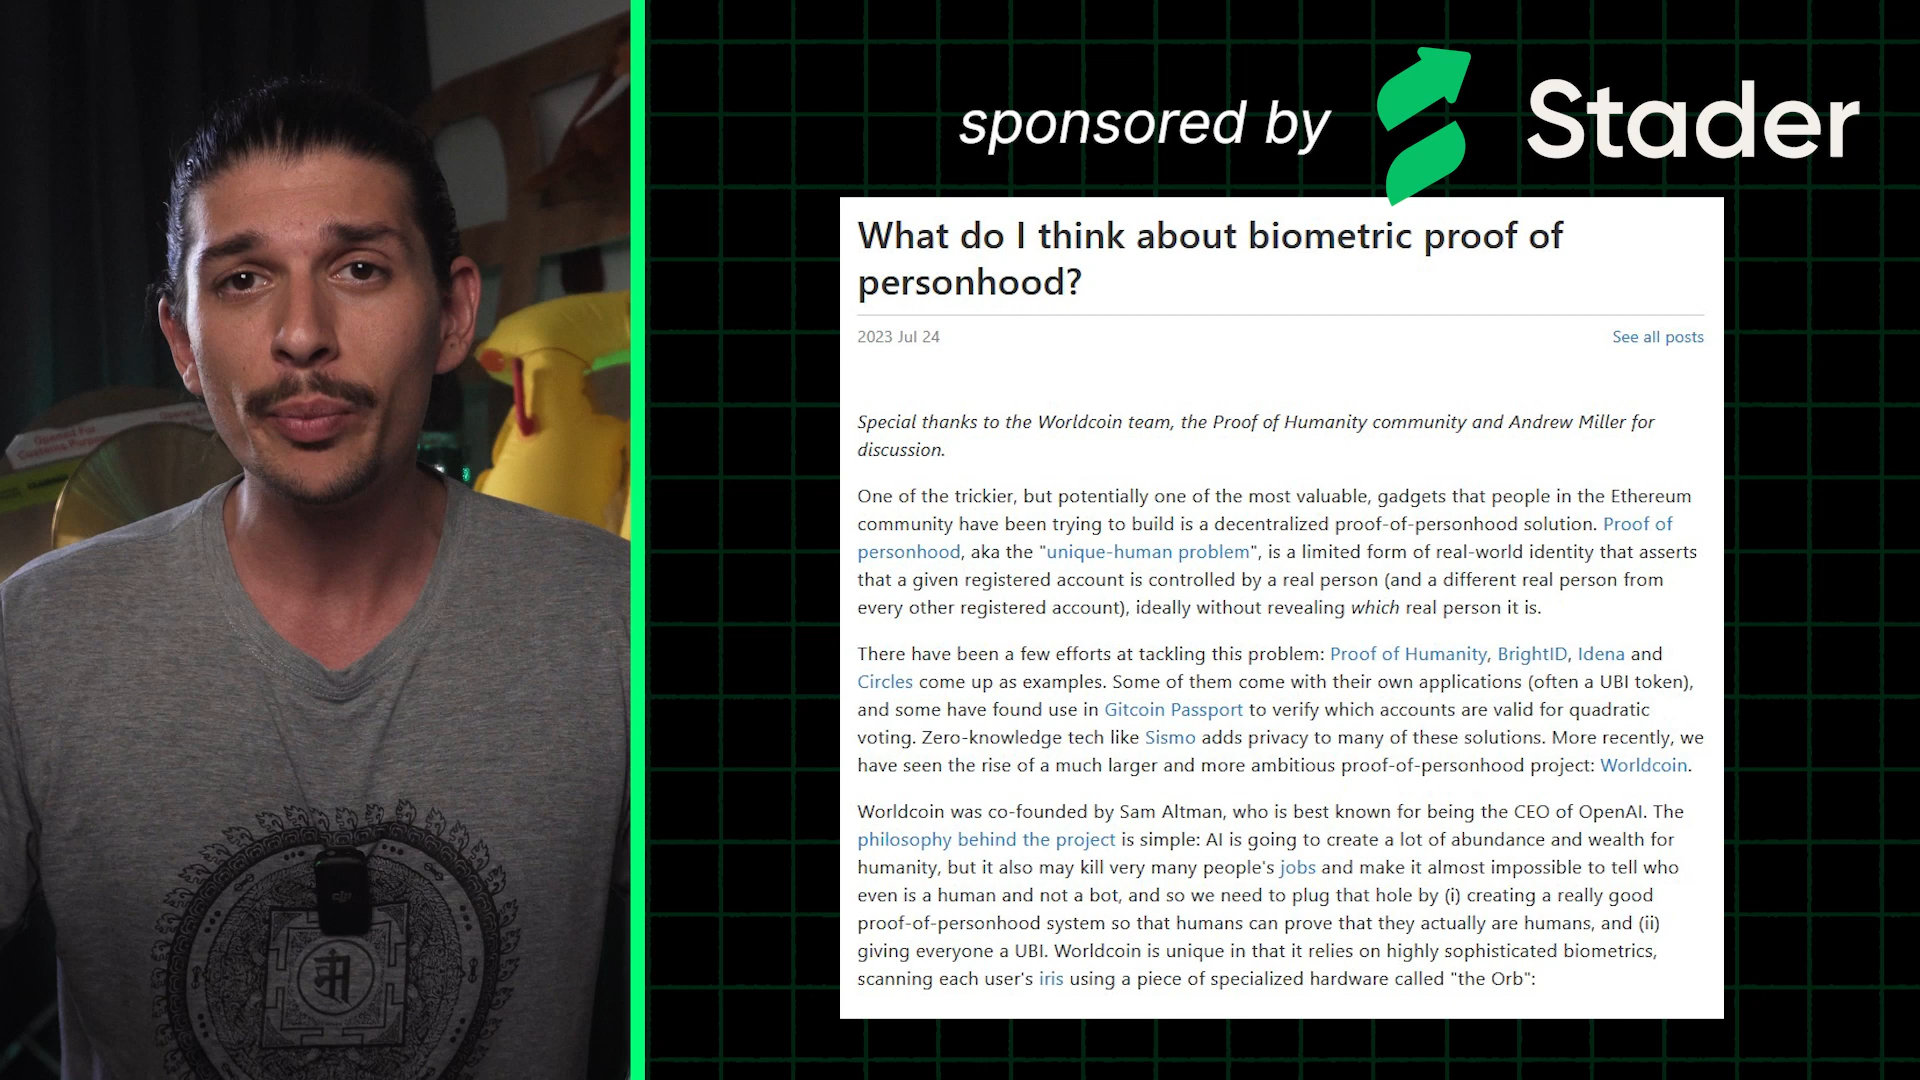 sponsored by Stader
What do I think about biometric proof of
personhood?
2023 Jul 24 See all posts
Special thanks to the Worldcoin team, the Proof of Humanity community and Andrew Miller for
discussion.
One of the trickier, but potentially one of the most valuable, gadgets that people in the Ethereum
community have been trying to build is a decentralized proof-of-personhood solution. Proof of
personhood, aka the "unique-human problem", is a limited form of real-world identity that asserts
that a given registered account is controlled by a real person (and a different real person from
every other registered account), ideally without revealing which real person it is.
There have been a few efforts at tackling this problem: Proof of Humanity, BrightID, Idena and
Circles come up as examples. Some of them come with their own applications (often a UBI token),
and some have found use in Gitcoin Passport to verify which accounts are valid for quadratic
voting. Zero-knowledge tech like Sismo adds privacy to many of these solutions. More recently, we
have seen the rise of a much larger and more ambitious proof-of-personhood project: Worldcoin.
Worldcoin was co-founded by Sam Altman, who is best known for being the CEO of OpenAI. The
philosophy behind the project is simple: AI is going to create a lot of abundance and wealth for
humanity, but it also may kill very many people's jobs and make it almost impossible to tell who
even is a human and not a bot, and so we need to plug that hole by (i) creating a really good
proof-of-personhood system so that humans can prove that they actually are humans, and (ii)
giving everyone a UBI. Worldcoin is unique in that it relies on highly sophisticated biometrics,
scanning each user's iris using a piece of specialized hardware called "the Orb":
Opened For
Customs Purpo
dji